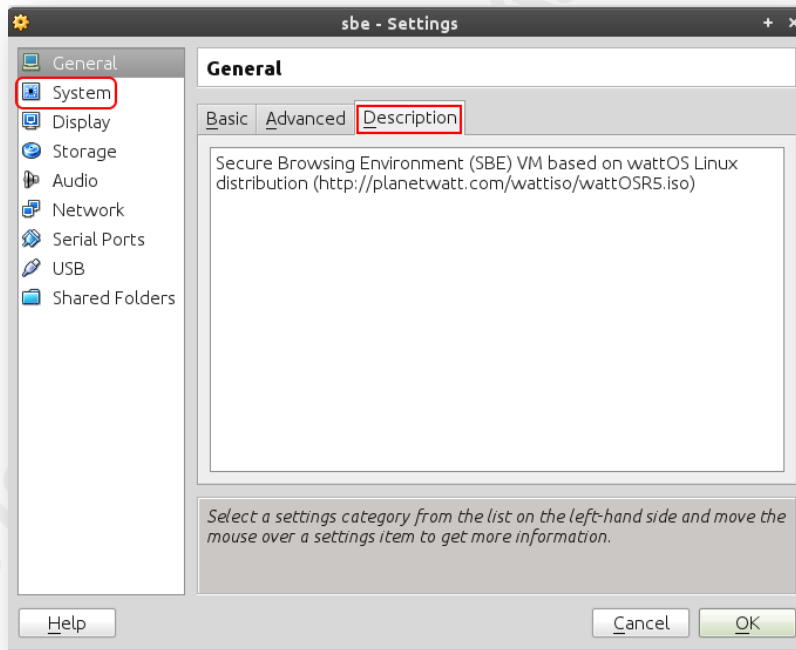 sbe - Settings
General
System
Display
Storage
Audio
Network
Serial Ports
USB
Shared Folders
General
Basic Advanced Description
Secure Browsing Environment (SBE) VM based on wattOS Linux
distribution (http://planetwatt.com/wattiso/wattOSR5.iso)
Select a settings category from the list on the left-hand side and move the
mouse over a settings item to get more information.
Help Cancel OK